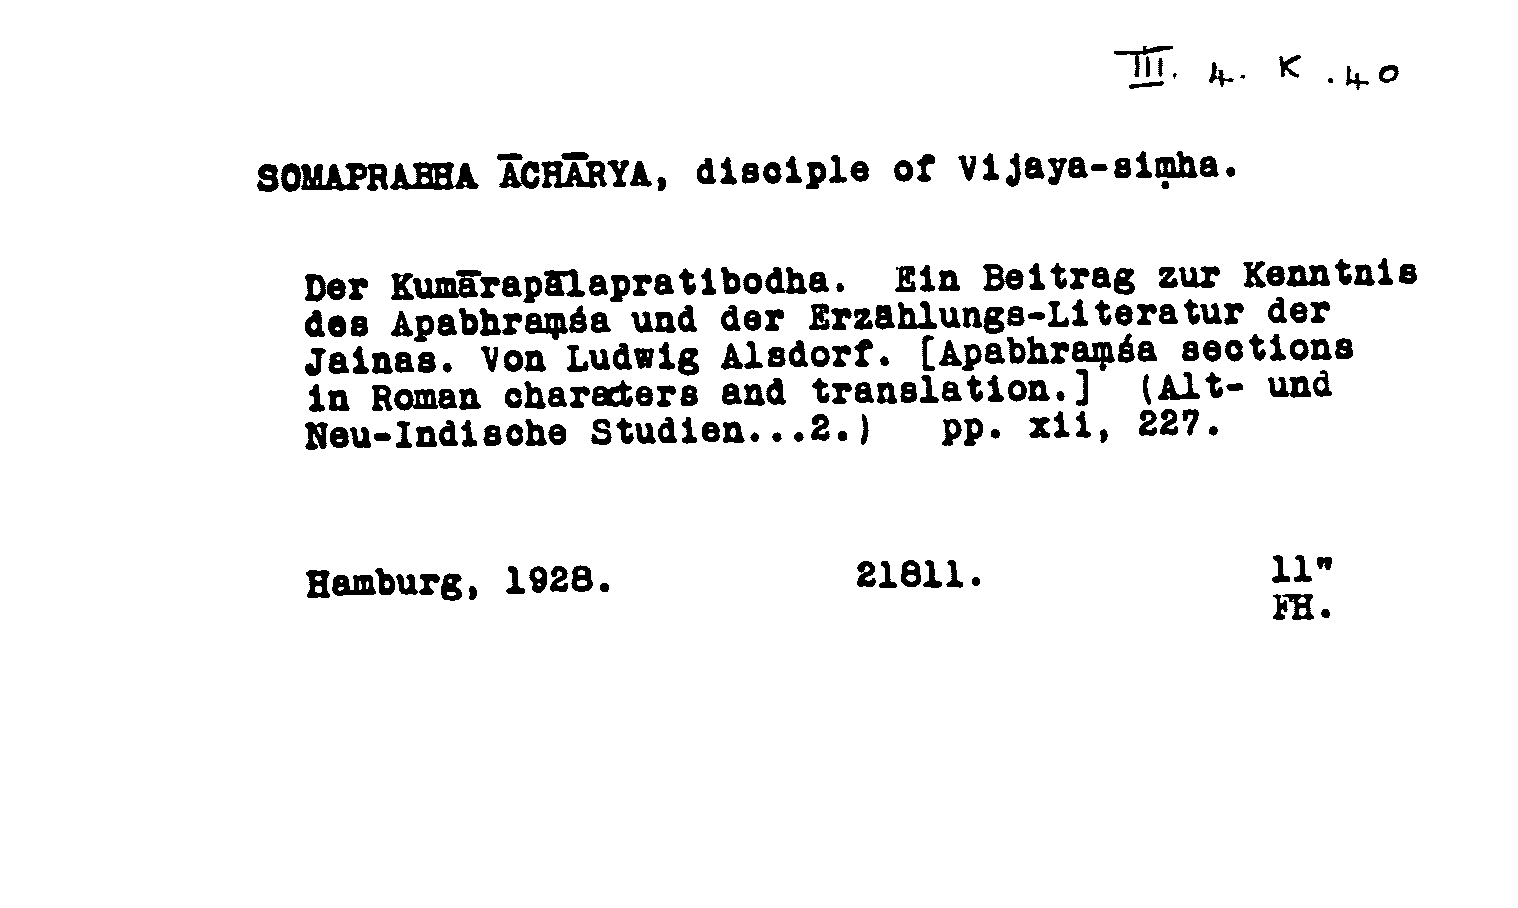 III. 4. K. 40
SOMAPRABHA ĀCHĀRYA, disciple of Vijaya-siṃha.
Der Kumārapālapratibodha. Ein Beitrag zur Kenntnis
des Apabhraṃśa und der Erzählungs-Literatur der
Jainas. Von Ludwig Alsdorf. [Apabhraṃśa sections
in Roman characters and translation.] (Alt- und
Neu-Indische Studien...2.) pp. xii, 227.
Hamburg, 1928. 21811. 11"
FH.